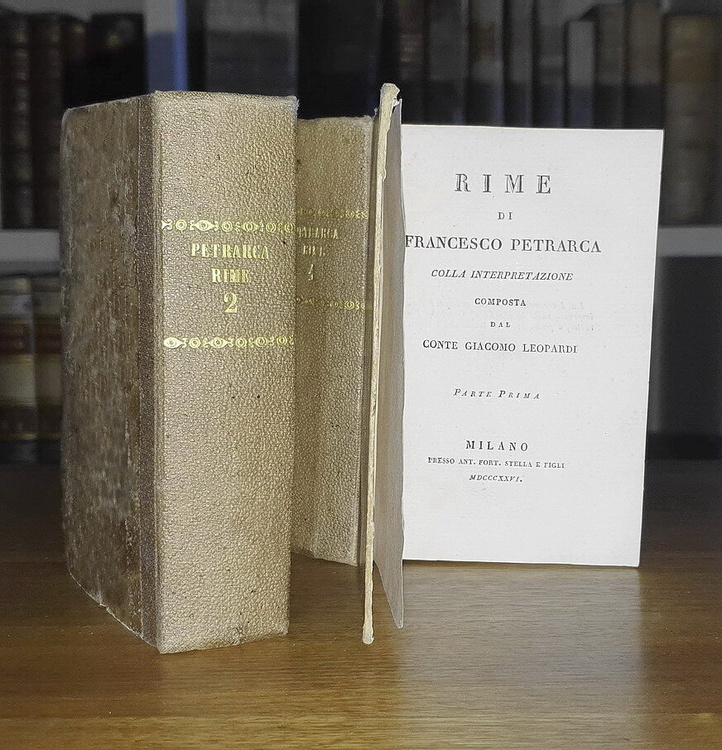 PETRARCA
RIME
2
RIME
DI
FRANCESCO PETRARCA
COLLA INTERPRETAZIONE
COMPOSTA
DAL
CONTE GIACOMO LEOPARDI
PARTE PRIMA
MILANO
PRESSO ANT. FORT. STELLA E FIGLI
MDCCCXXVI.